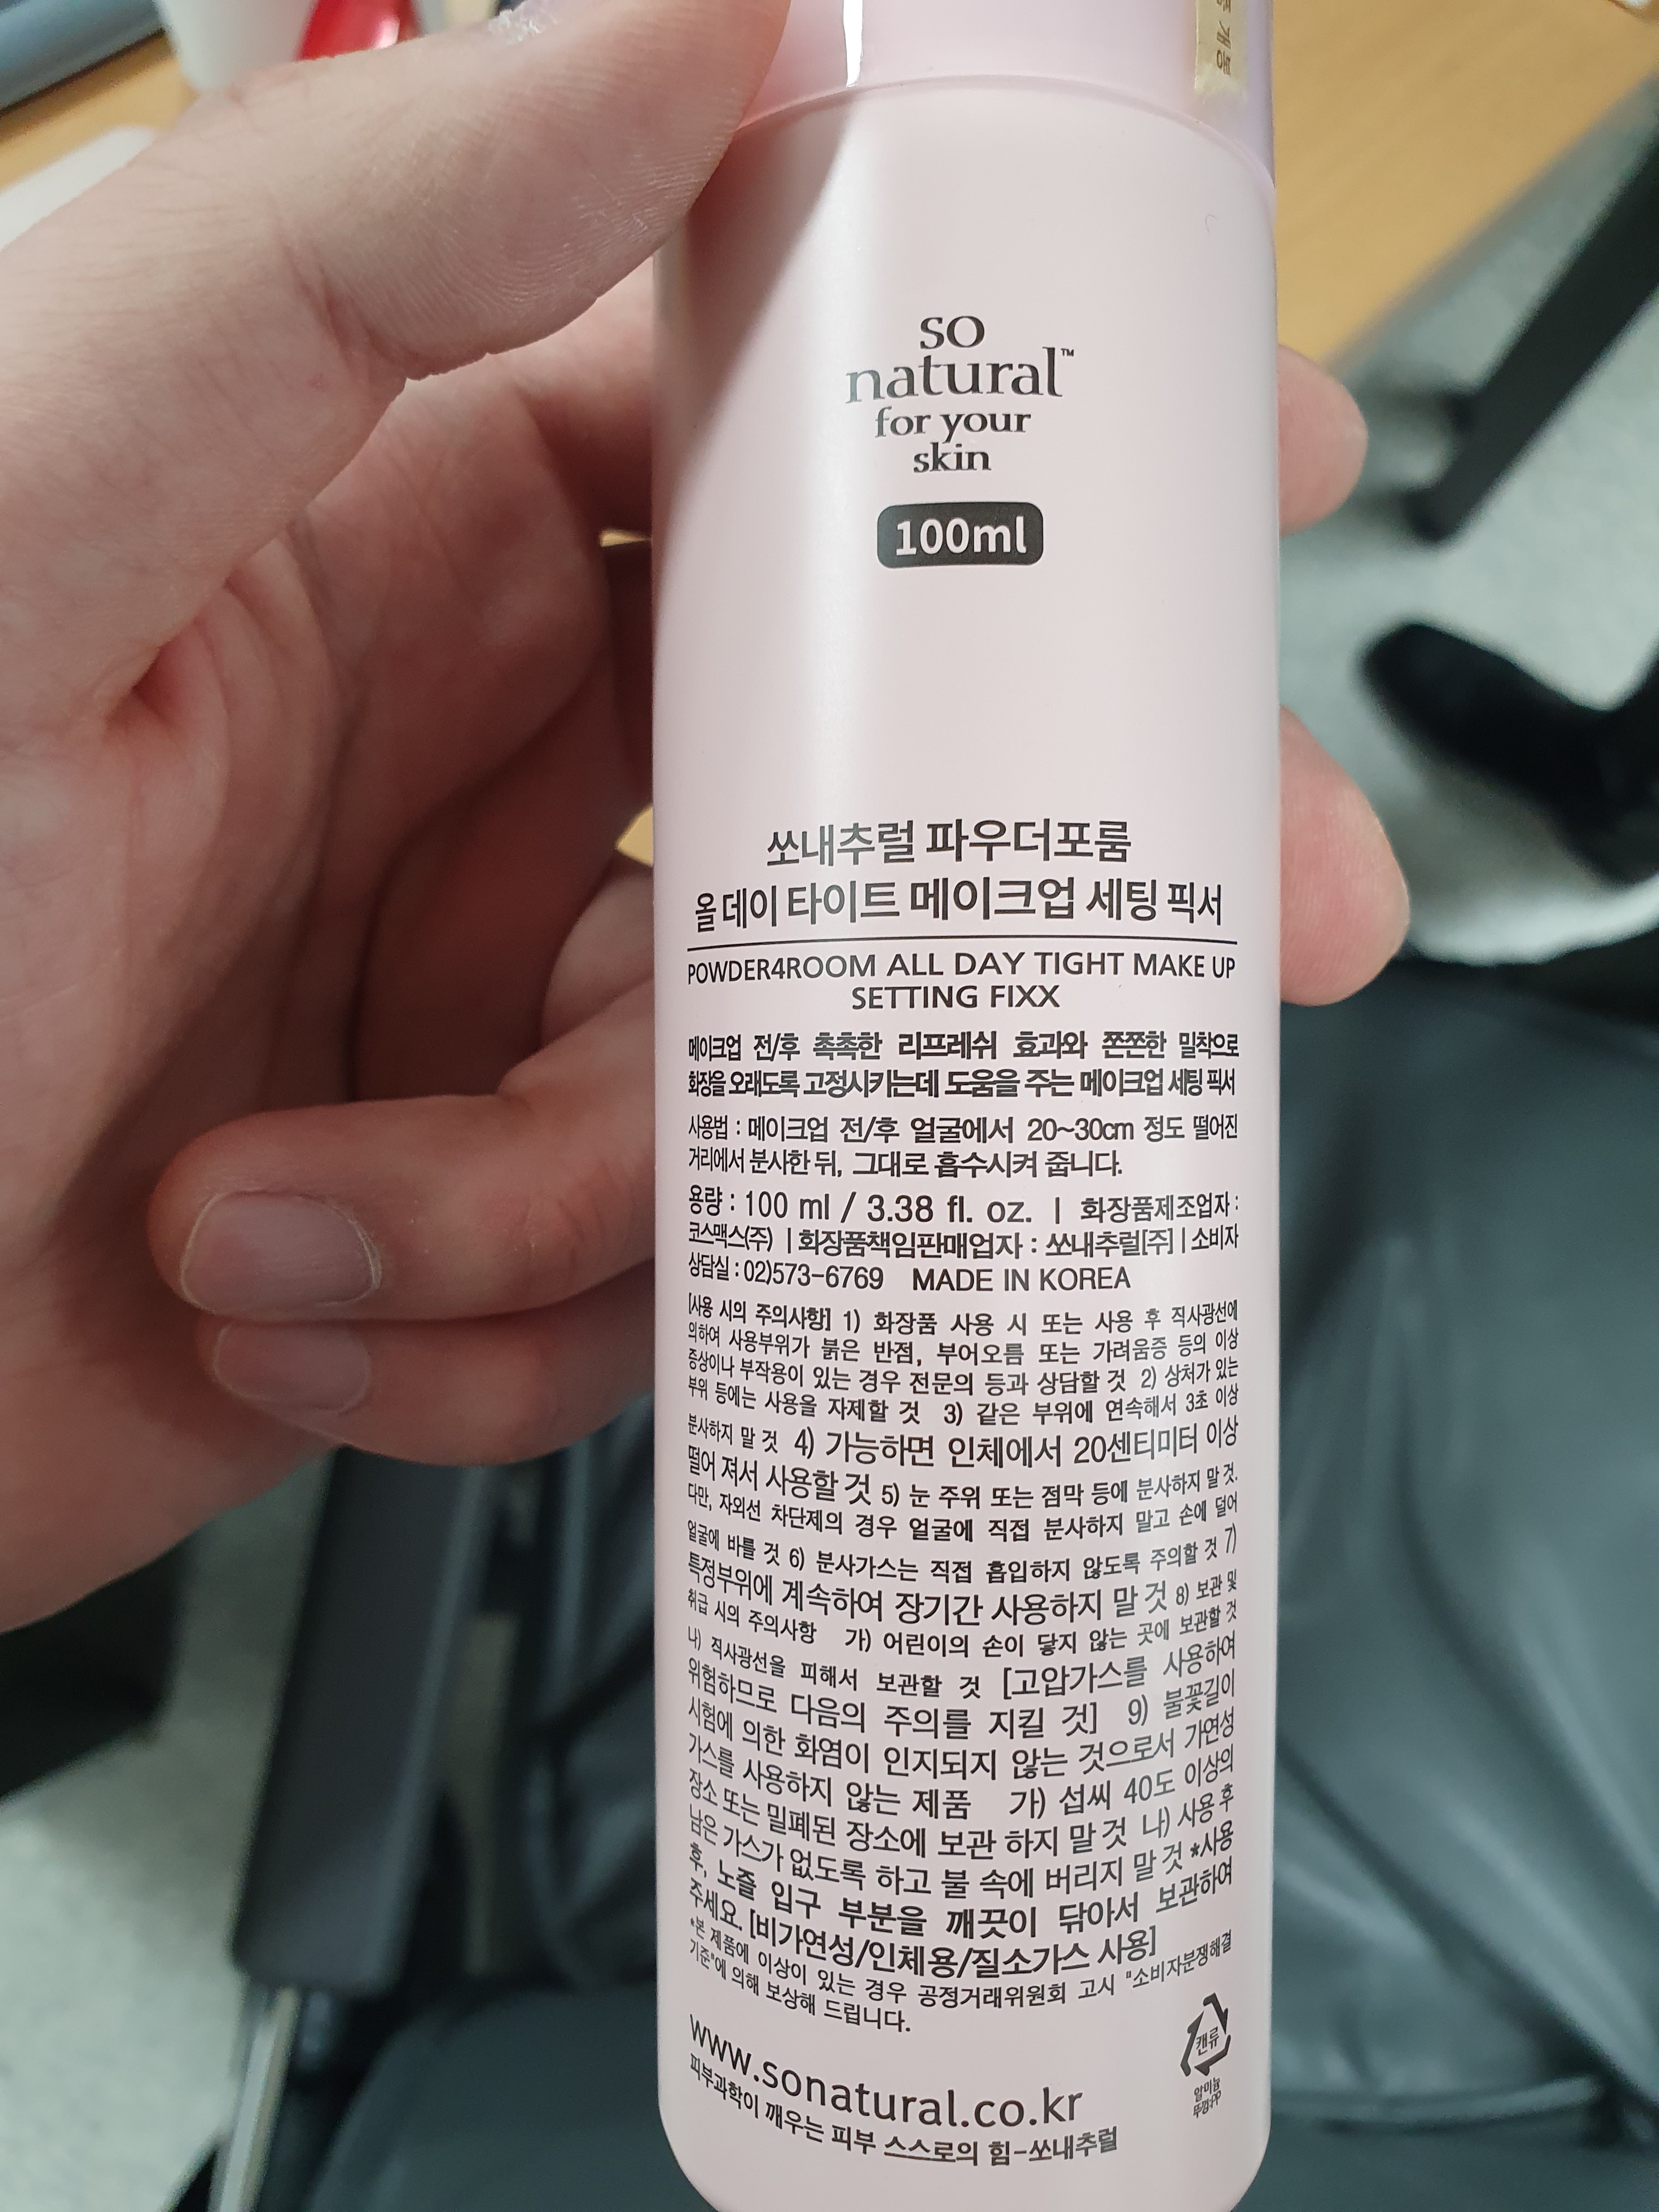 개봉
so
natural™
for your
skin
100ml
쏘내추럴 파우더포룸
올 데이 타이트 메이크업 세팅 픽서
POWDER4ROOM ALL DAY TIGHT MAKE UP
SETTING FIXX
메이크업 전/후 촉촉한 리프레쉬 효과와 쫀쫀한 밀착으로
화장을 오래도록 고정시키는데 도움을 주는 메이크업 세팅 픽서
사용법 : 메이크업 전/후 얼굴에서 20~30cm 정도 떨어진
거리에서 분사한 뒤, 그대로 흡수시켜 줍니다.
용량 : 100 ml / 3.38 fl. oz. | 화장품제조업자 :
코스맥스(주) | 화장품책임판매업자 : 쏘내추럴[주] | 소비자
상담실 : 02)573-6769 MADE IN KOREA
[사용 시의 주의사항] 1) 화장품 사용 시 또는 사용 후 직사광선에
의하여 사용부위가 붉은 반점, 부어오름 또는 가려움증 등의 이상
증상이나 부작용이 있는 경우 전문의 등과 상담할 것 2) 상처가 있는
부위 등에는 사용을 자제할 것 3) 같은 부위에 연속해서 3초 이상
분사하지 말 것 4) 가능하면 인체에서 20센티미터 이상
떨어 져서 사용할 것 5) 눈 주위 또는 점막 등에 분사하지 말 것.
다만, 자외선 차단제의 경우 얼굴에 직접 분사하지 말고 손에 덜어
얼굴에 바를 것 6) 분사가스는 직접 흡입하지 않도록 주의할 것 7)
특정부위에 계속하여 장기간 사용하지 말 것 8) 보관 및
취급 시의 주의사항 가) 어린이의 손이 닿지 않는 곳에 보관할 것
나) 직사광선을 피해서 보관할 것 [고압가스를 사용하여
위험하므로 다음의 주의를 지킬 것] 9) 불꽃길이
시험에 의한 화염이 인지되지 않는 것으로서 가연성
가스를 사용하지 않는 제품 가) 섭씨 40도 이상의
장소 또는 밀폐된 장소에 보관 하지 말 것 나) 사용 후
남은 가스가 없도록 하고 불 속에 버리지 말 것 *사용
후, 노즐 입구 부분을 깨끗이 닦아서 보관하여
주세요. [비가연성/인체용/질소가스 사용]
*본 제품에 이상이 있는 경우 공정거래위원회 고시 "소비자분쟁해결
기준"에 의해 보상해 드립니다.
캔류
알미늄
뚜껑:PP
www.sonatural.co.kr
피부과학이 깨우는 피부 스스로의 힘-쏘내추럴